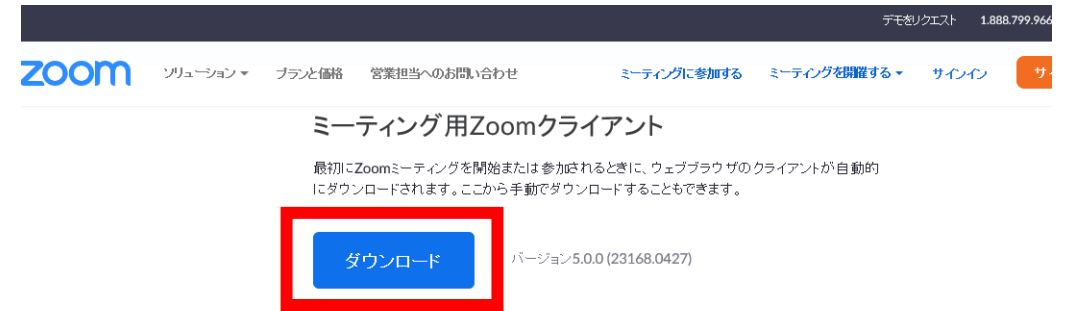 デモをリクエスト 1.888.799.966
zoom ソリューション プランと価格 営業担当へのお問い合わせ ミーティングに参加する ミーティングを開催する サインイン サ
ミーティング用Zoomクライアント
最初にZoomミーティングを開始または参加されるときに、ウェブブラウザのクライアントが自動的
にダウンロードされます。ここから手動でダウンロードすることもできます。
ダウンロード バージョン5.0.0 (23168.0427)